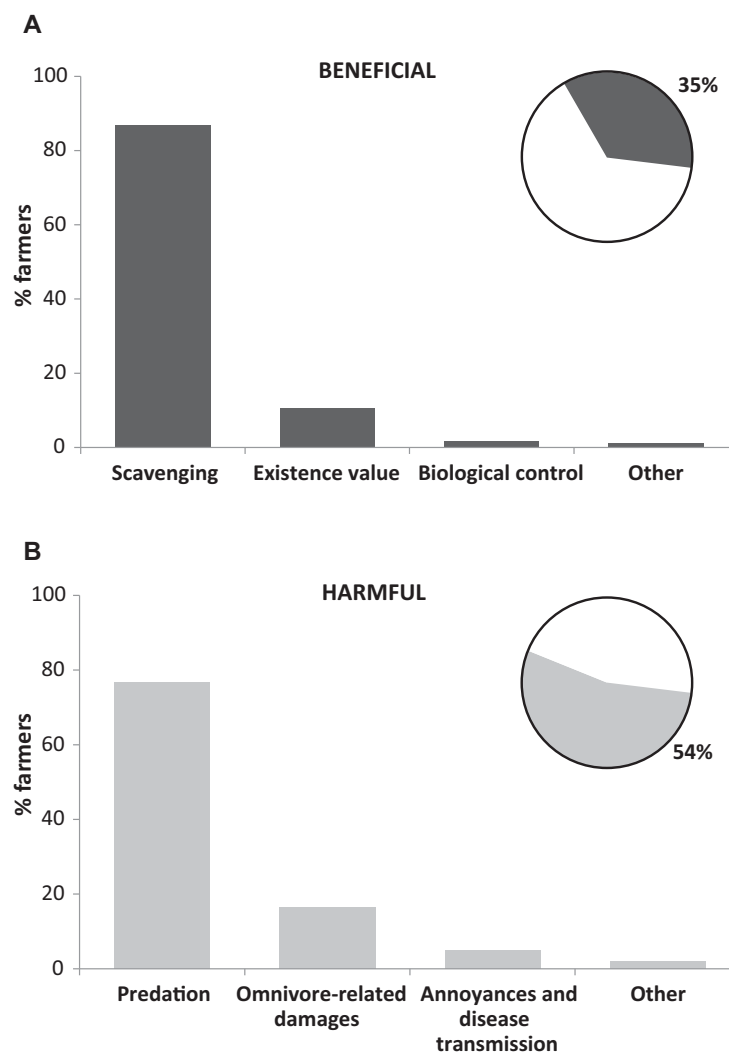 A
BENEFICIAL
35%
100
80
60
40
20
0
% farmers
Scavenging
Existence value
Biological control
Other
B
HARMFUL
54%
100
80
60
40
20
0
% farmers
Predation
Omnivore-related
damages
Annoyances and
disease
transmission
Other